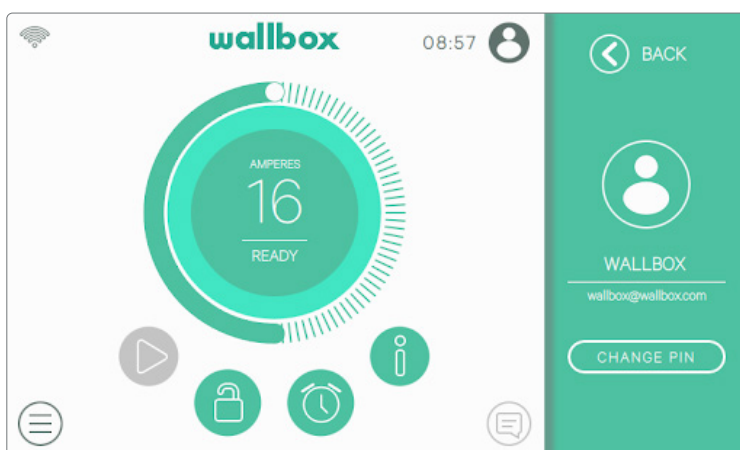 wallbox
08:57
BACK
AMPERES
16
READY
WALLBOX
wallbox@wallbox.com
CHANGE PIN